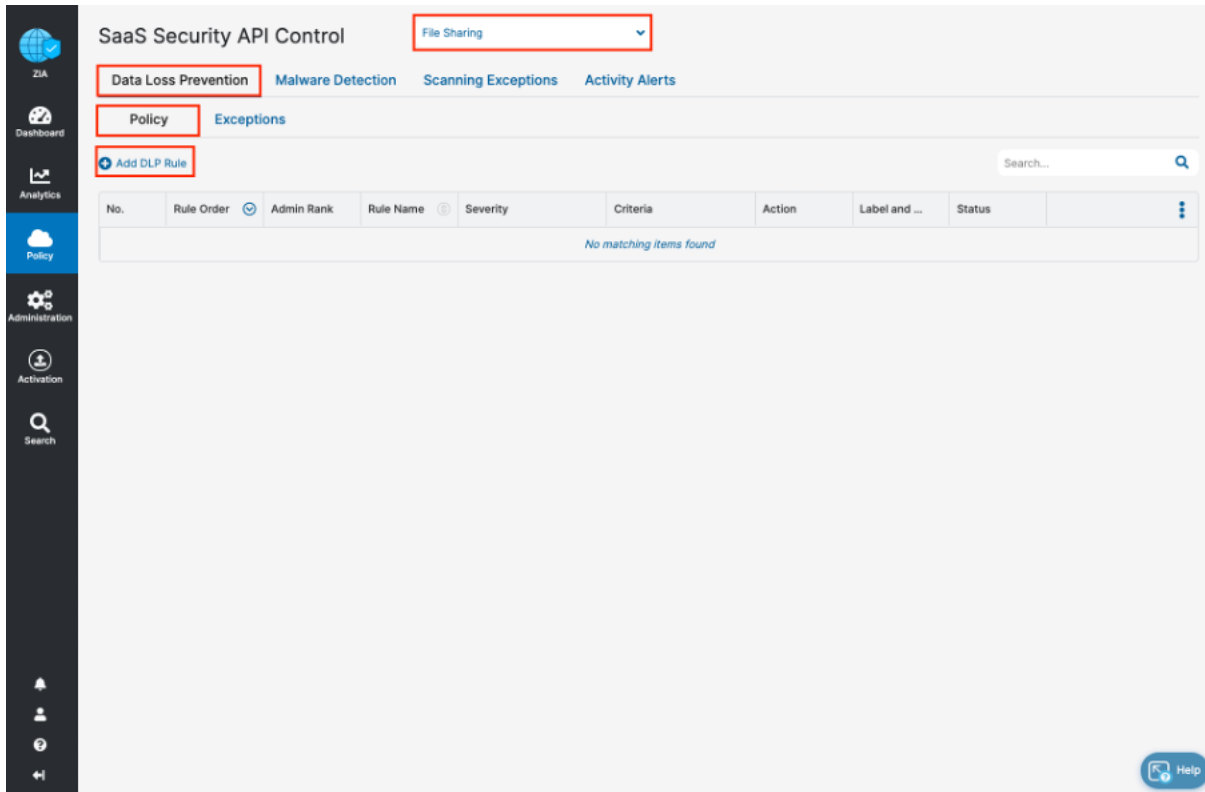 SaaS Security API Control
File Sharing
ZIA
Data Loss Prevention Malware Detection Scanning Exceptions Activity Alerts
Dashboard
Policy Exceptions
Add DLP Rule
Search...
Analytics
No. Rule Order Admin Rank Rule Name Severity Criteria Action Label and ... Status
No matching items found
Policy
Administration
Activation
Search
Help